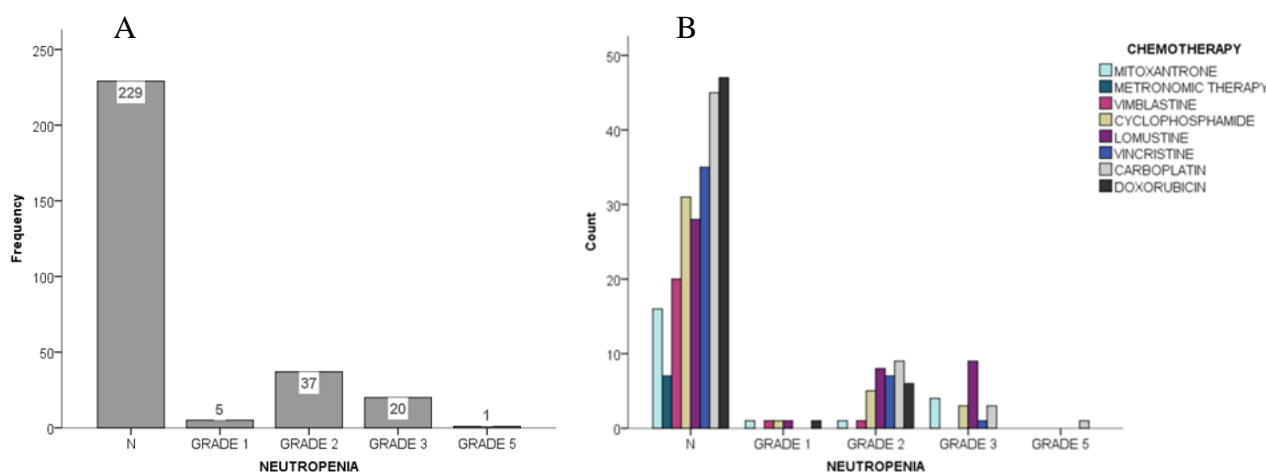 A
250
200
150
100
50
0
Frequency
229
5
37
20
1
N GRADE 1 GRADE 2 GRADE 3 GRADE 5
NEUTROPENIA
B
50
40
30
20
10
0
Count
N GRADE 1 GRADE 2 GRADE 3 GRADE 5
NEUTROPENIA
CHEMOTHERAPY
MITOXANTRONE
METRONOMIC THERAPY
VIMBLASTINE
CYCLOPHOSPHAMIDE
LOMUSTINE
VINCRISTINE
CARBOPLATIN
DOXORUBICIN